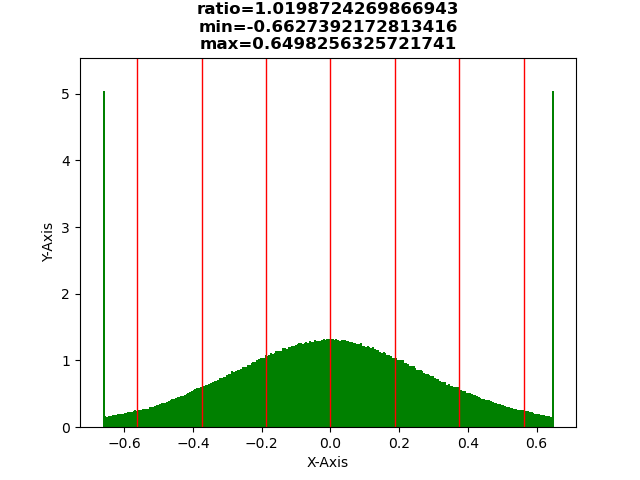 ratio=1.0198724269866943
min=-0.6627392172813416
max=0.6498256325721741
5
4
3
2
1
0
Y-Axis
−0.6 −0.4 −0.2 0.0 0.2 0.4 0.6
X-Axis